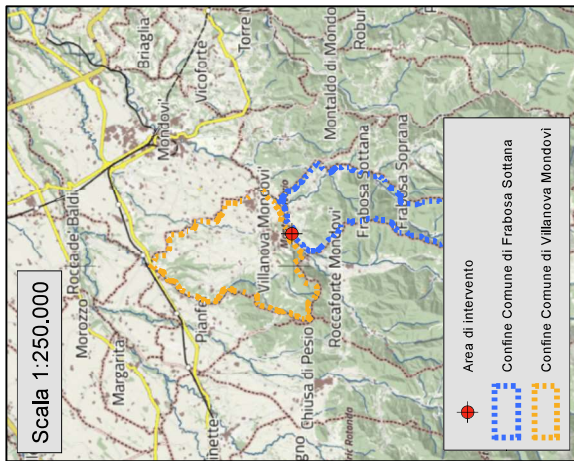 Scala 1:250.000
Briaglia
Vicoforte
Torre M
Mondovì
Montaldo di Mondo
Robur
Rocca de' Baldi
Morozzo
Margarita
Pianfe
Villanova Mondovì
Frabosa Sottana
Frabosa Soprana
Roccaforte Mondovì
Chiusa di Pesio
Area di intervento
Confine Comune di Frabosa Sottana
Confine Comune di Villanova Mondovì